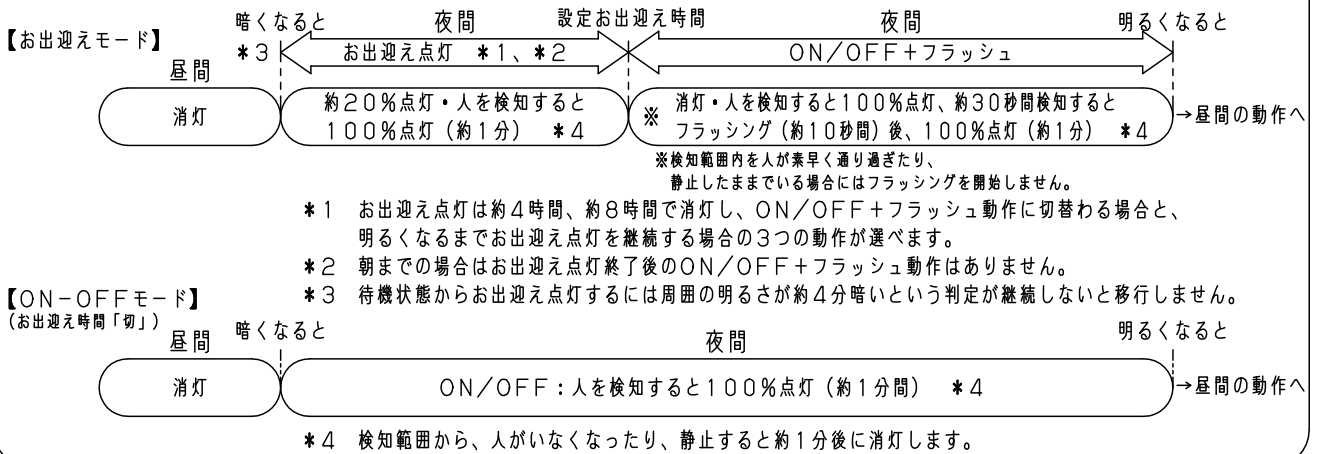 暗くなると 夜間 設定お出迎え時間 夜間 明るくなると
【お出迎えモード】
＊3 お出迎え点灯 ＊1、＊2 ON／OFF＋フラッシュ
昼間
消灯
約20％点灯・人を検知すると
100％点灯（約1分） ＊4
※ 消灯・人を検知すると100％点灯、約30秒間検知すると
フラッシング（約10秒間）後、100％点灯（約1分） ＊4
→昼間の動作へ
※検知範囲内を人が素早く通り過ぎたり、
静止したままでいる場合にはフラッシングを開始しません。
＊1 お出迎え点灯は約4時間、約8時間で消灯し、ON／OFF＋フラッシュ動作に切替わる場合と、
明るくなるまでお出迎え点灯を継続する場合の3つの動作が選べます。
＊2 朝までの場合はお出迎え点灯終了後のON／OFF＋フラッシュ動作はありません。
＊3 待機状態からお出迎え点灯するには周囲の明るさが約4分暗いという判定が継続しないと移行しません。
【ON－OFFモード】
（お出迎え時間「切」）
昼間 暗くなると 夜間 明るくなると
消灯 ON／OFF：人を検知すると100％点灯（約1分間） ＊4 →昼間の動作へ
＊4 検知範囲から、人がいなくなったり、静止すると約1分後に消灯します。